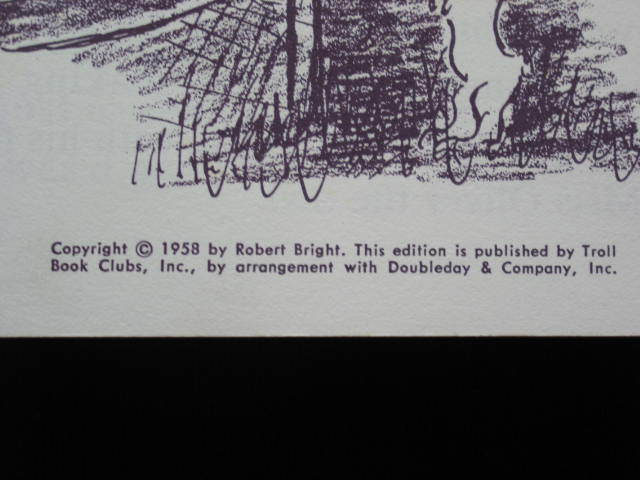 Copyright © 1958 by Robert Bright. This edition is published by Troll
Book Clubs, Inc., by arrangement with Doubleday & Company, Inc.